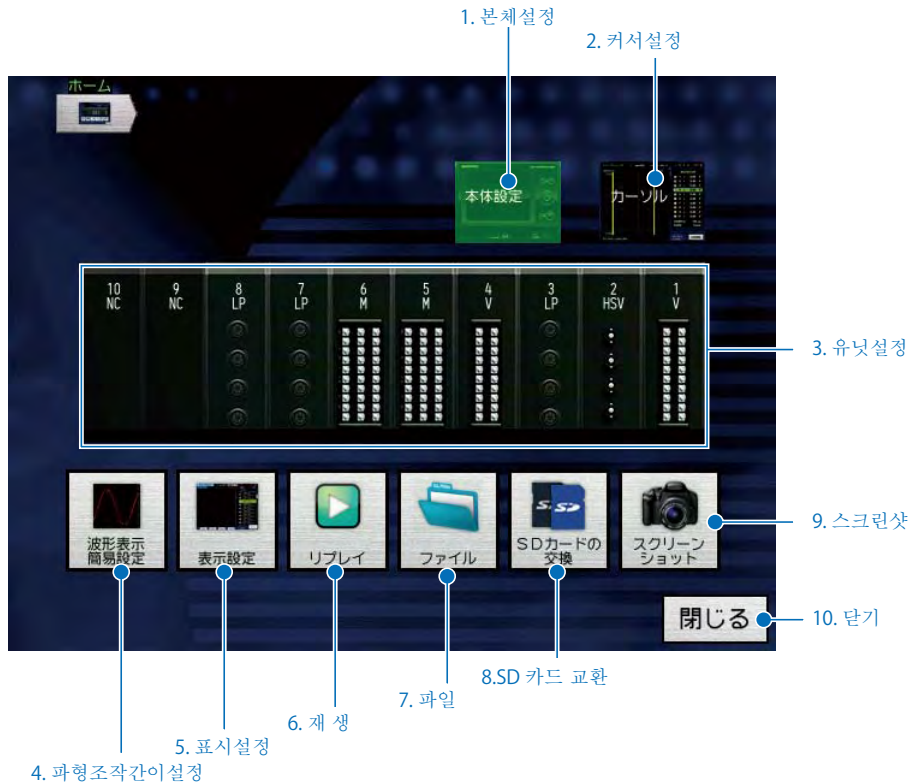 1. 본체설정
2. 커서설정
ホーム
本体設定
カーソル
10
NC
9
NC
8
LP
7
LP
6
M
5
M
4
V
3
LP
2
HSV
1
V
3. 유닛설정
波形表示
簡易設定
表示設定
リプレイ
ファイル
SDカードの
交換
スクリーン
ショット
9. 스크린샷
閉じる
10. 닫기
8.SD 카드 교환
7. 파일
6. 재 생
5. 표시설정
4. 파형조작간이설정